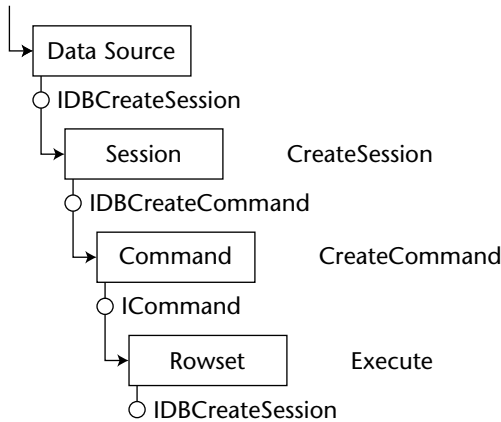 Data Source
IDBCreateSession
Session CreateSession
IDBCreateCommand
Command CreateCommand
ICommand
Rowset Execute
IDBCreateSession